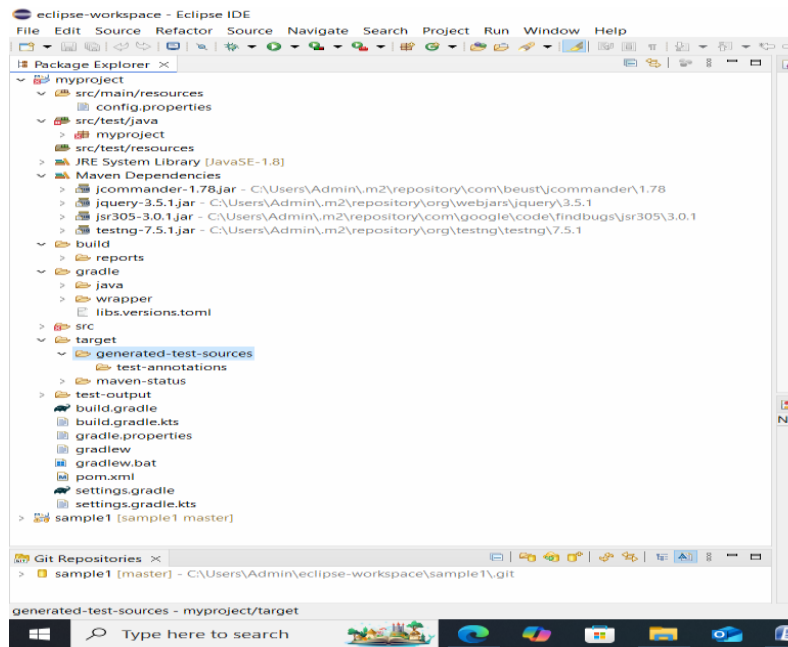 eclipse-workspace - Eclipse IDE
File Edit Source Refactor Source Navigate Search Project Run Window Help
Package Explorer
myproject
src/main/resources
config.properties
src/test/java
myproject
src/test/resources
JRE System Library [JavaSE-1.8]
Maven Dependencies
jcommander-1.78.jar - C:\Users\Admin\.m2\repository\com\beust\jcommander\1.78
jquery-3.5.1.jar - C:\Users\Admin\.m2\repository\org\webjars\jquery\3.5.1
jsr305-3.0.1.jar - C:\Users\Admin\.m2\repository\com\google\code\findbugs\jsr305\3.0.1
testng-7.5.1.jar - C:\Users\Admin\.m2\repository\org\testng\testng\7.5.1
build
reports
gradle
java
wrapper
libs.versions.toml
src
target
generated-test-sources
test-annotations
maven-status
test-output
build.gradle
build.gradle.kts
gradle.properties
gradlew
gradlew.bat
pom.xml
settings.gradle
settings.gradle.kts
sample1 [sample1 master]
Git Repositories
sample1 [master] - C:\Users\Admin\eclipse-workspace\sample1\.git
generated-test-sources - myproject/target
Type here to search